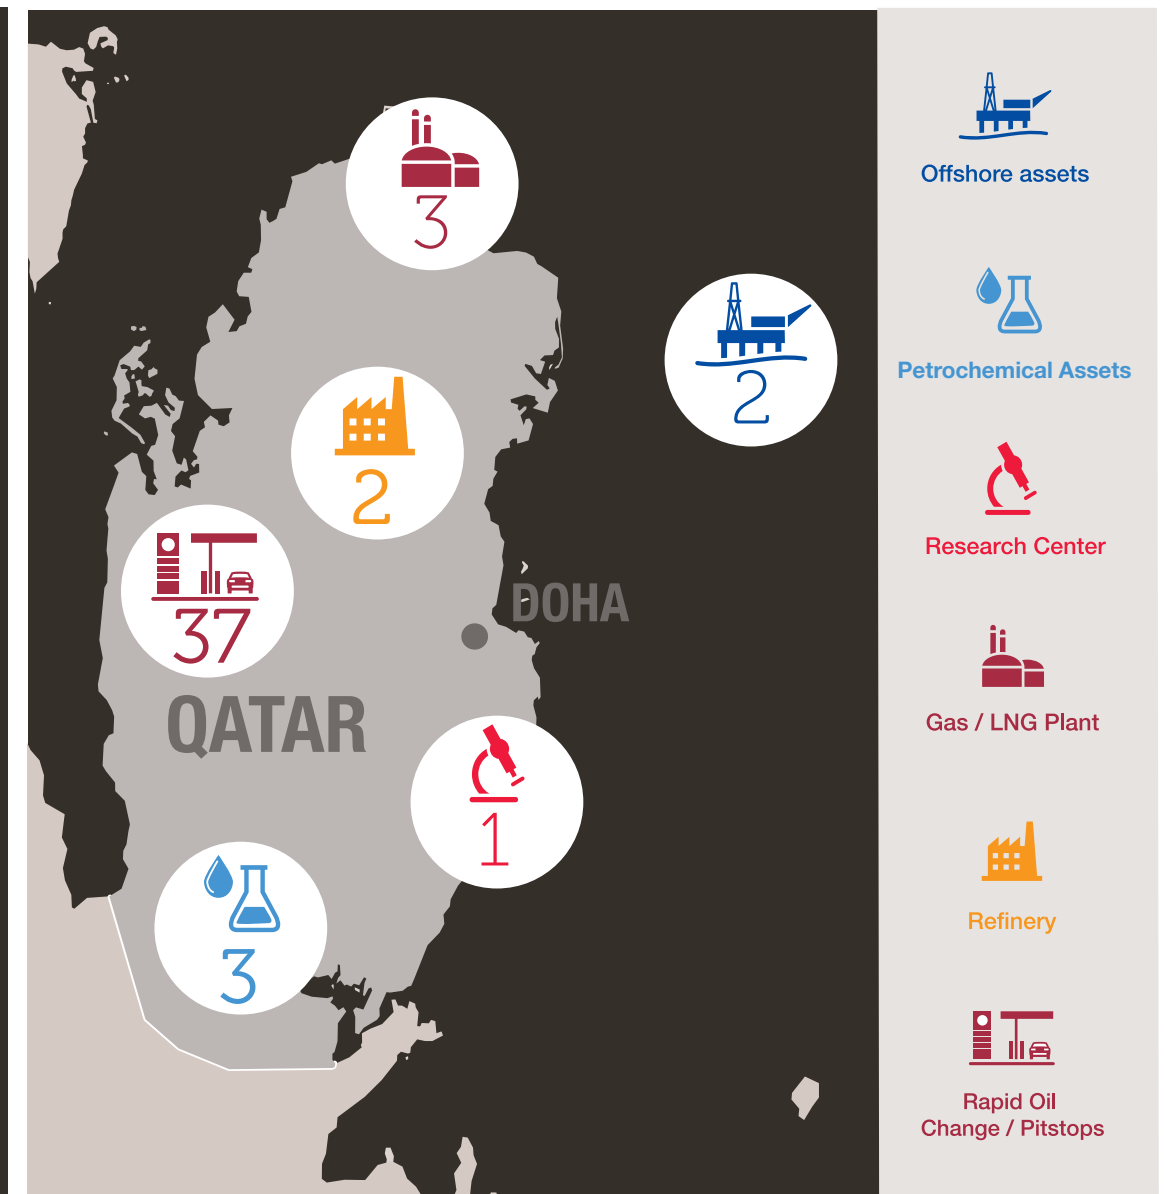 3
2
2
37
DOHA
QATAR
1
3
Offshore assets
Petrochemical Assets
Research Center
Gas / LNG Plant
Refinery
Rapid Oil
Change / Pitstops